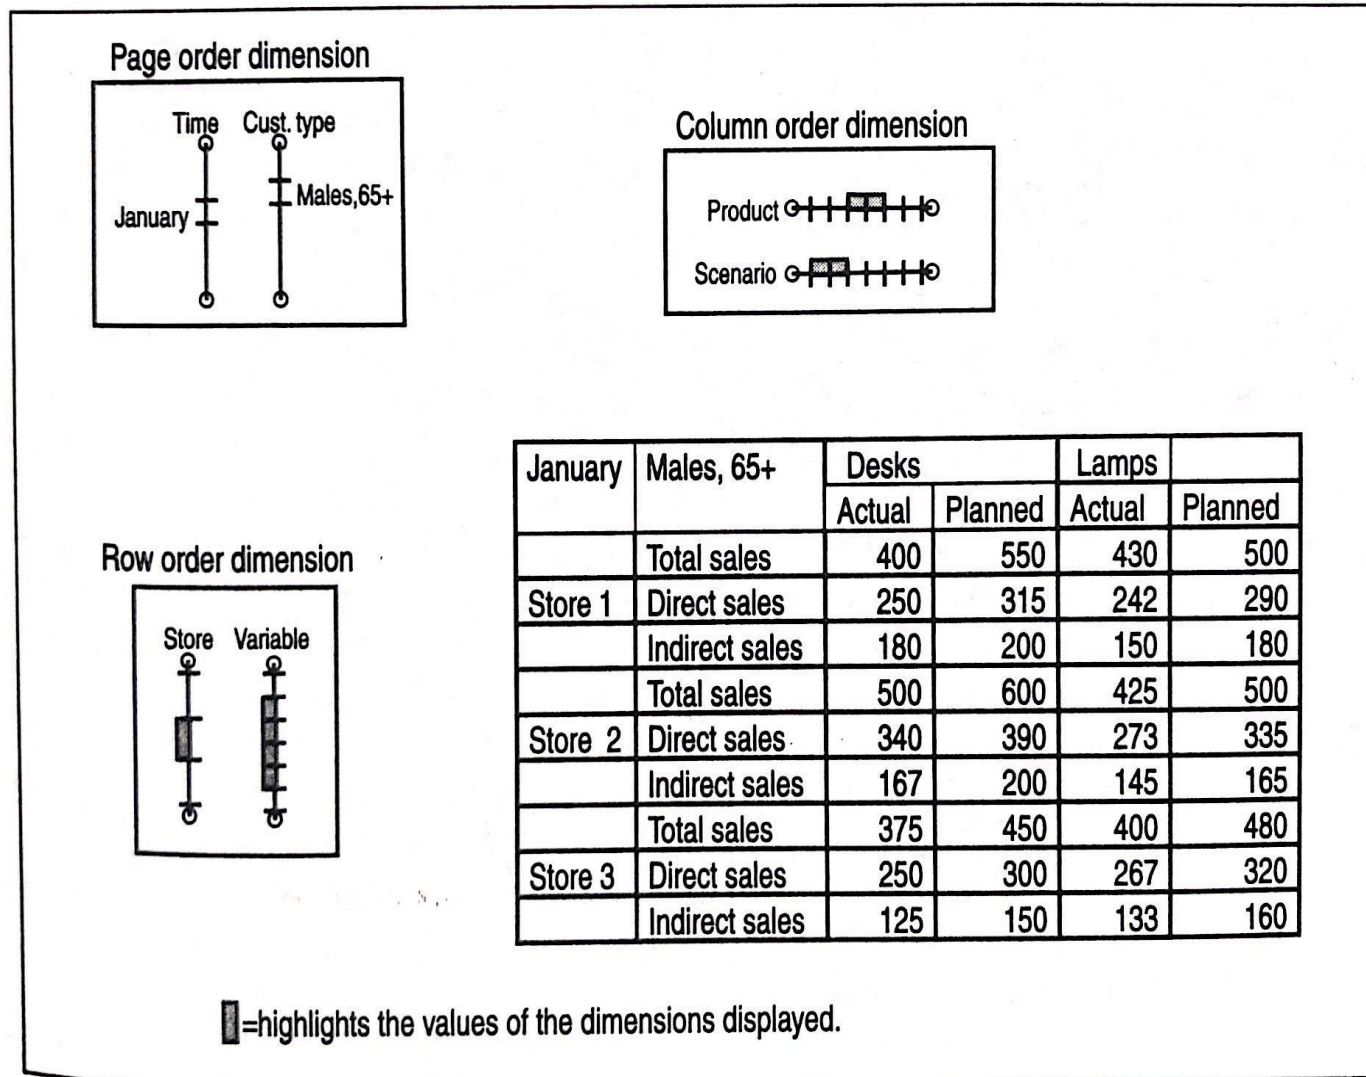 Page order dimension
Time Cust. type
January Males,65+
Column order dimension
Product
Scenario
Row order dimension
Store Variable
January Males, 65+ Desks Lamps
Actual Planned Actual Planned
Total sales 400 550 430 500
Store 1 Direct sales 250 315 242 290
Indirect sales 180 200 150 180
Total sales 500 600 425 500
Store 2 Direct sales 340 390 273 335
Indirect sales 167 200 145 165
Total sales 375 450 400 480
Store 3 Direct sales 250 300 267 320
Indirect sales 125 150 133 160
=highlights the values of the dimensions displayed.